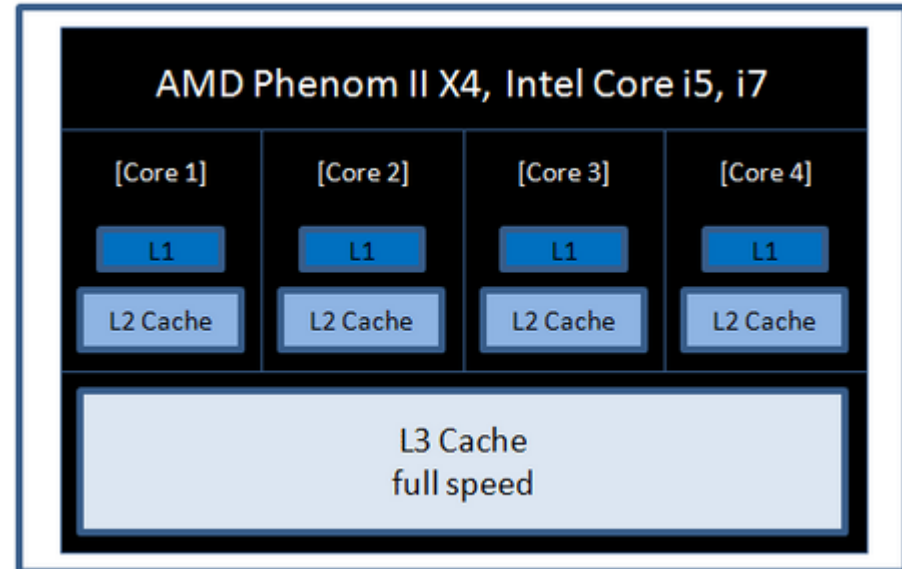 AMD Phenom II X4, Intel Core i5, i7
[Core 1] [Core 2] [Core 3] [Core 4]
L1 L1 L1 L1
L2 Cache L2 Cache L2 Cache L2 Cache
L3 Cache
full speed